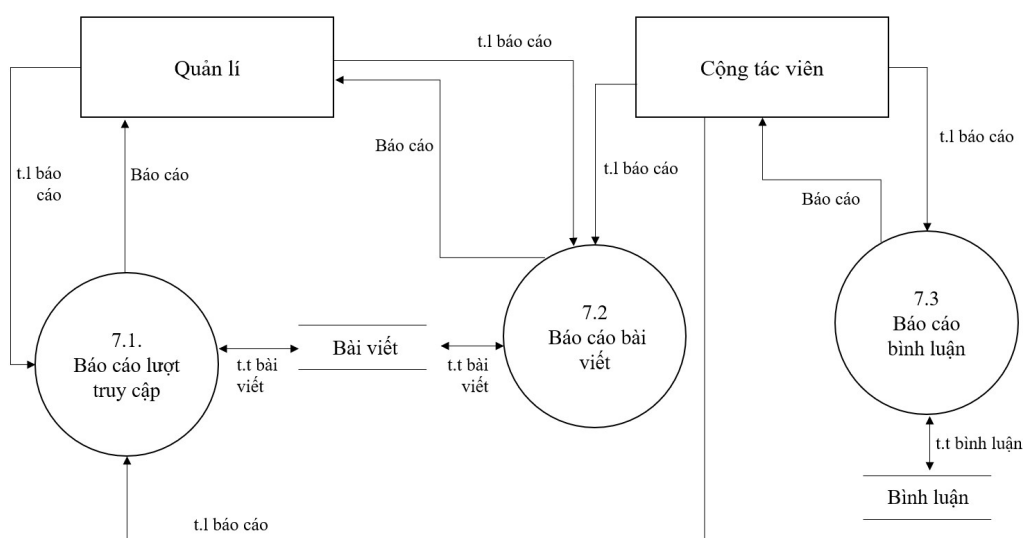 Quản lí
Cộng tác viên
t.l báo cáo
Báo cáo
t.l báo cáo
t.l báo
cáo
Báo cáo
t.l báo cáo
Báo cáo
7.1.
Báo cáo lượt
truy cập
Bài viết
t.t bài
viết
t.t bài
viết
7.2
Báo cáo bài
viết
7.3
Báo cáo
bình luận
t.t bình luận
Bình luận
t.l báo cáo